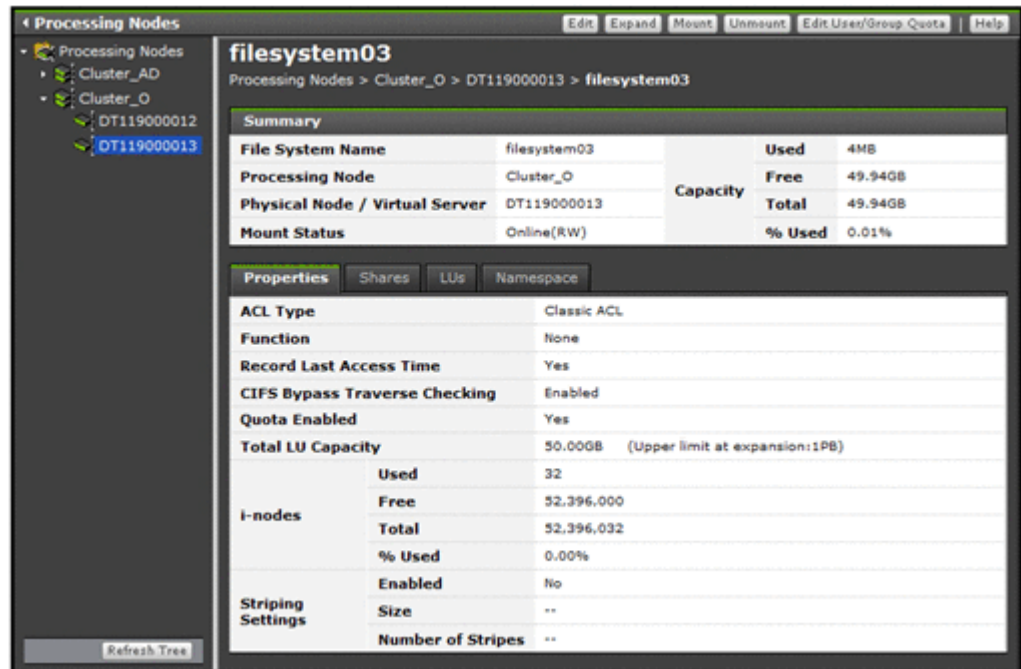 Processing Nodes
Edit Expand Mount Unmount Edit User/Group Quota | Help
Processing Nodes
Cluster_AD
Cluster_O
DT119000012
DT119000013
Refresh Tree
filesystem03
Processing Nodes > Cluster_O > DT119000013 > filesystem03
Summary
File System Name filesystem03
Processing Node Cluster_O
Physical Node / Virtual Server DT119000013
Mount Status Online(RW)
Capacity
Used 4MB
Free 49.94GB
Total 49.94GB
% Used 0.01%
Properties Shares LUs Namespace
ACL Type Classic ACL
Function None
Record Last Access Time Yes
CIFS Bypass Traverse Checking Enabled
Quota Enabled Yes
Total LU Capacity 50.00GB (Upper limit at expansion:1PB)
i-nodes
Used 32
Free 52,396,000
Total 52,396,032
% Used 0.00%
Striping
Settings
Enabled No
Size --
Number of Stripes --